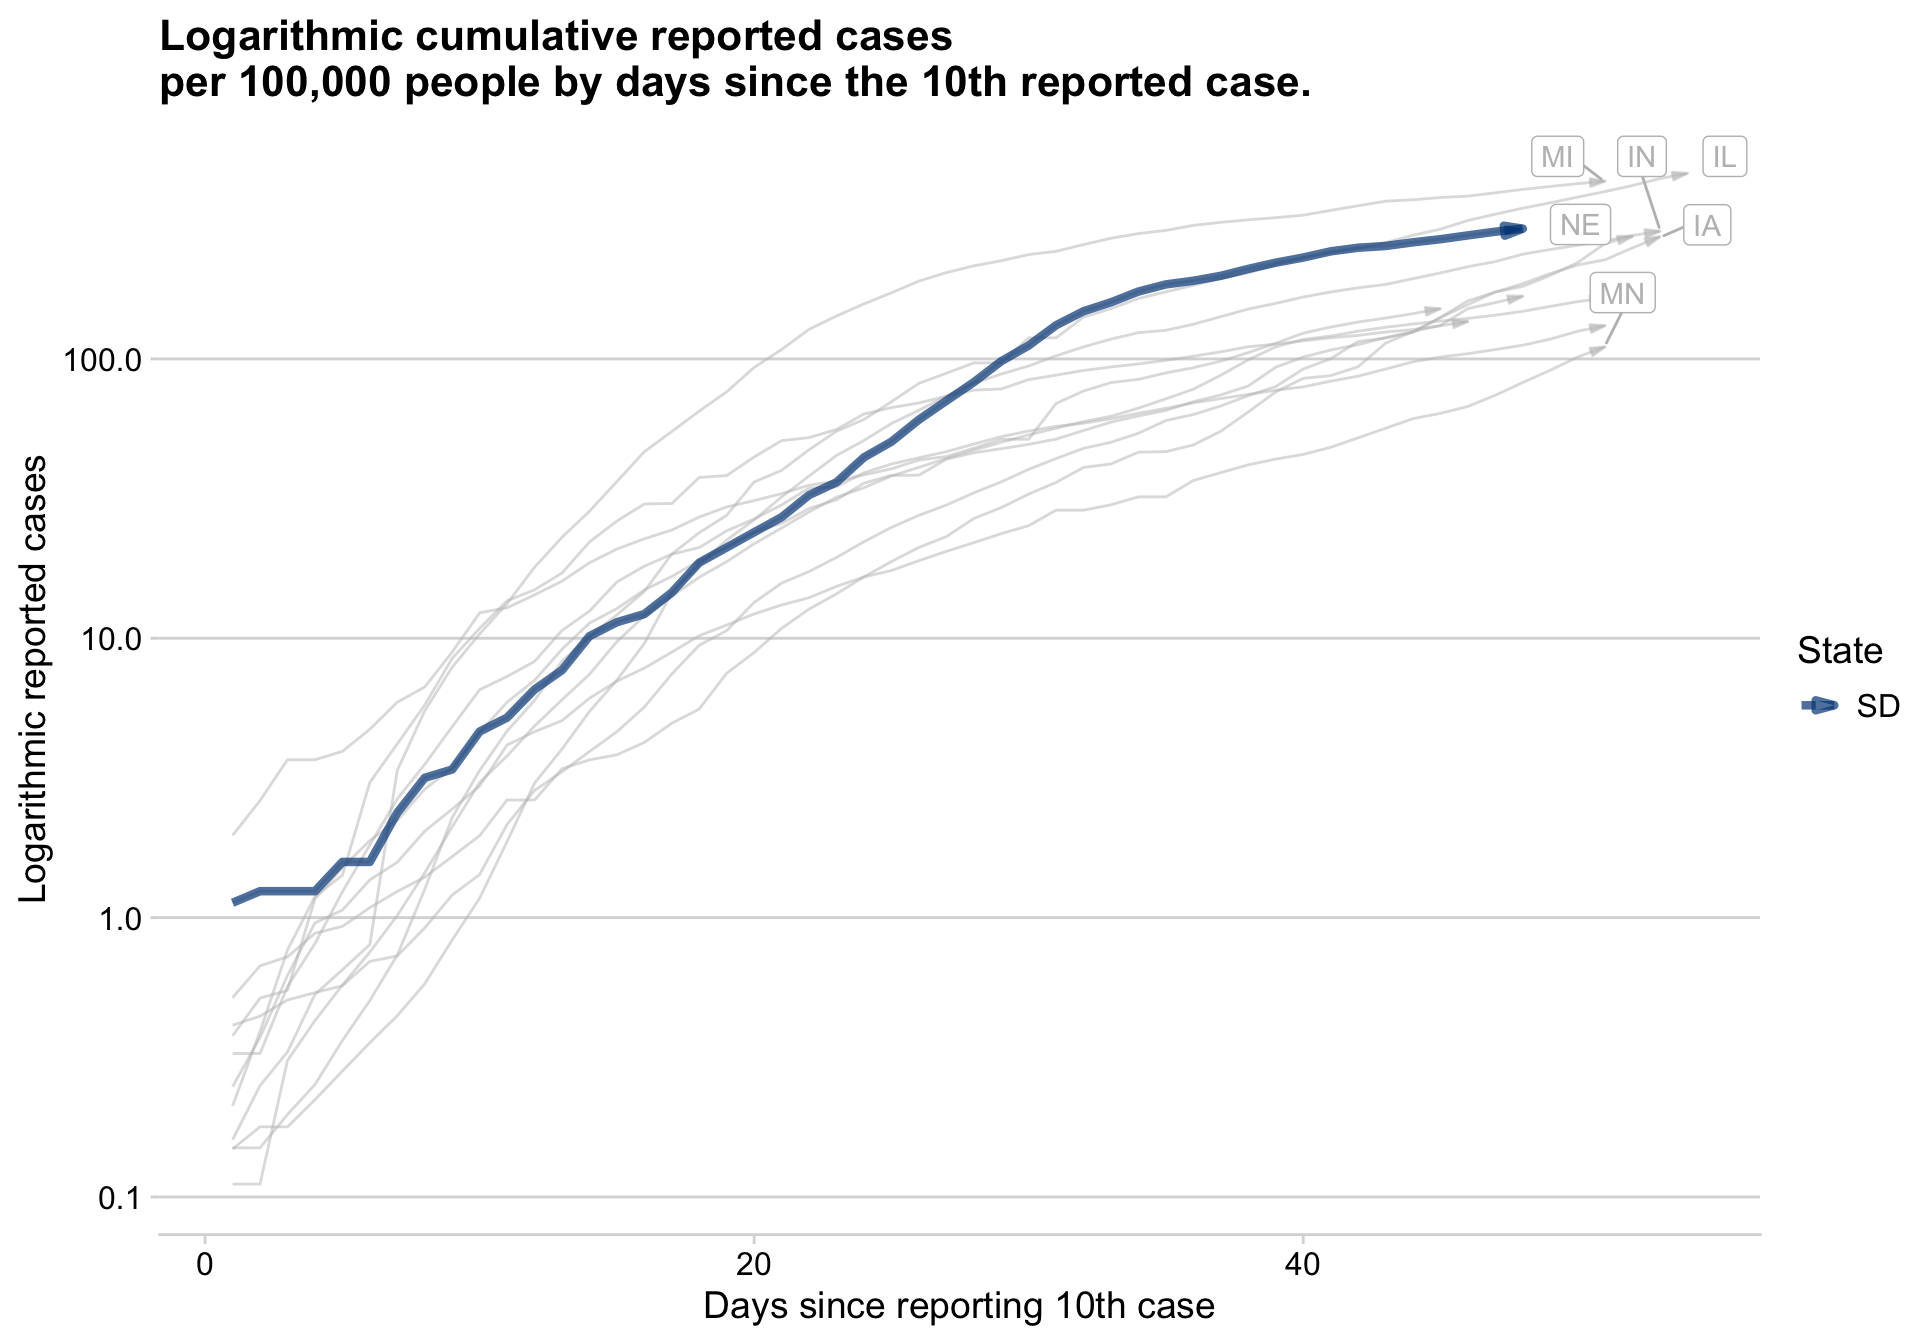 Logarithmic cumulative reported cases
per 100,000 people by days since the 10th reported case.
MI
IN
IL
NE
IA
MN
100.0
10.0
1.0
0.1
Logarithmic reported cases
0
20
40
Days since reporting 10th case
State
SD